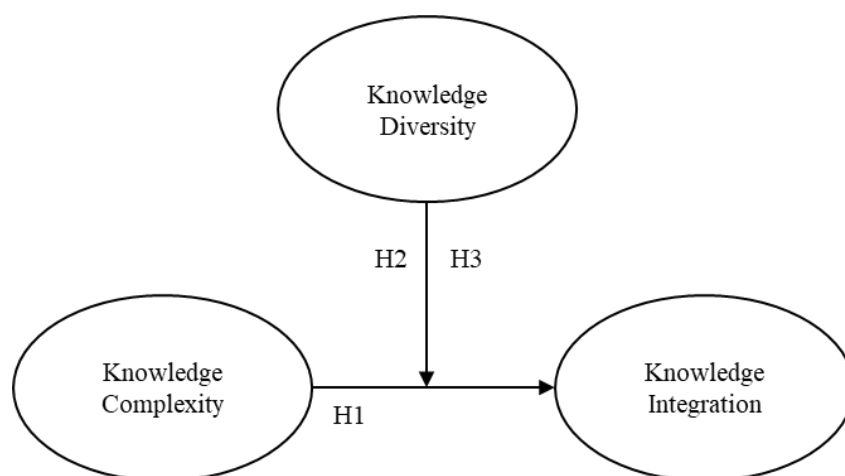 Knowledge
Diversity
H2 H3
Knowledge
Complexity
H1
Knowledge
Integration